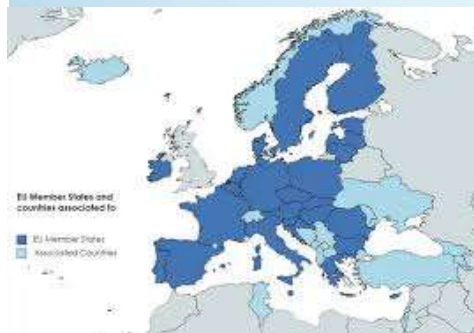 EU Member States and
countries associated to
EU Member States
Associated Countries